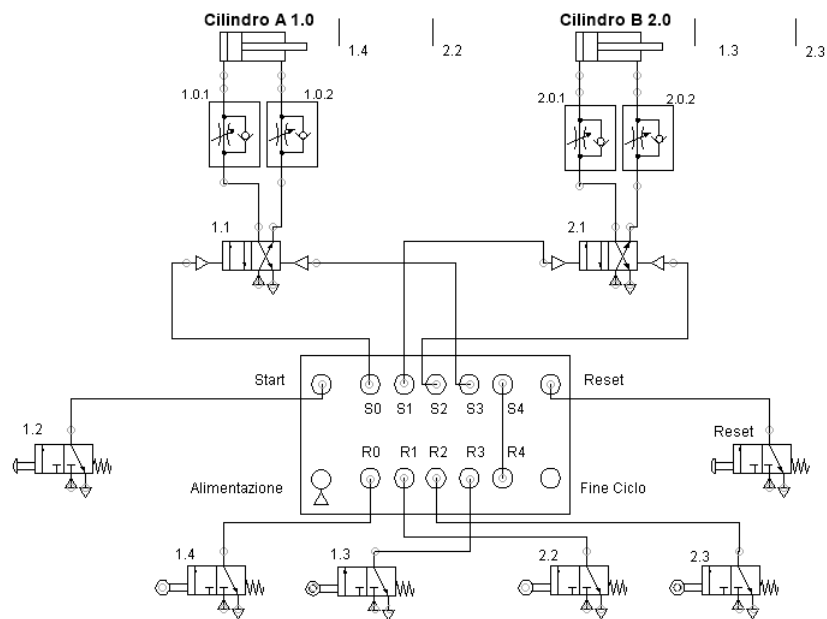 Cilindro A 1.0
Cilindro B 2.0
1.4
2.2
1.3
2.3
1.0.1
1.0.2
2.0.1
2.0.2
1.1
2.1
Start
S0
S1
S2
S3
S4
Reset
1.2
Reset
R0
R1
R2
R3
R4
Alimentazione
Fine Ciclo
1.4
1.3
2.2
2.3